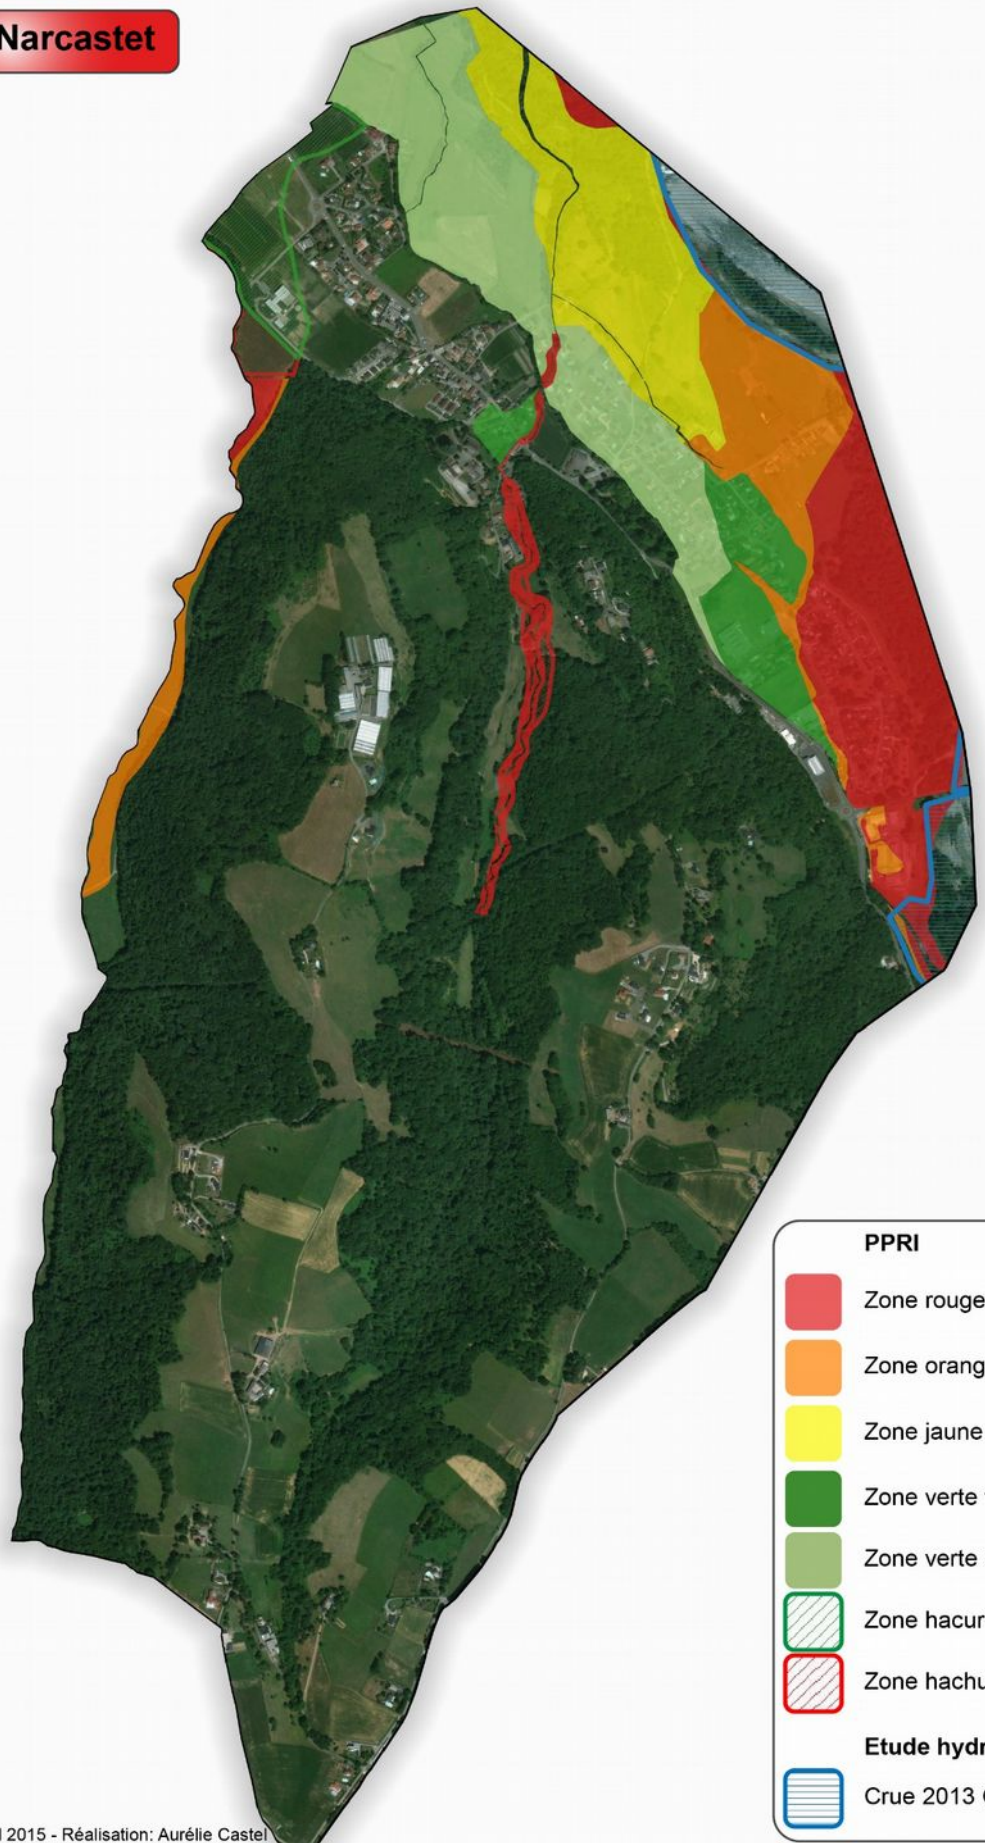 Narcastet
PPRI
Zone rouge
Zone orang
Zone jaune
Zone verte
Zone verte
Zone hacur
Zone hachu
Etude hydr
Crue 2013
2015 - Réalisation: Aurélie Castel